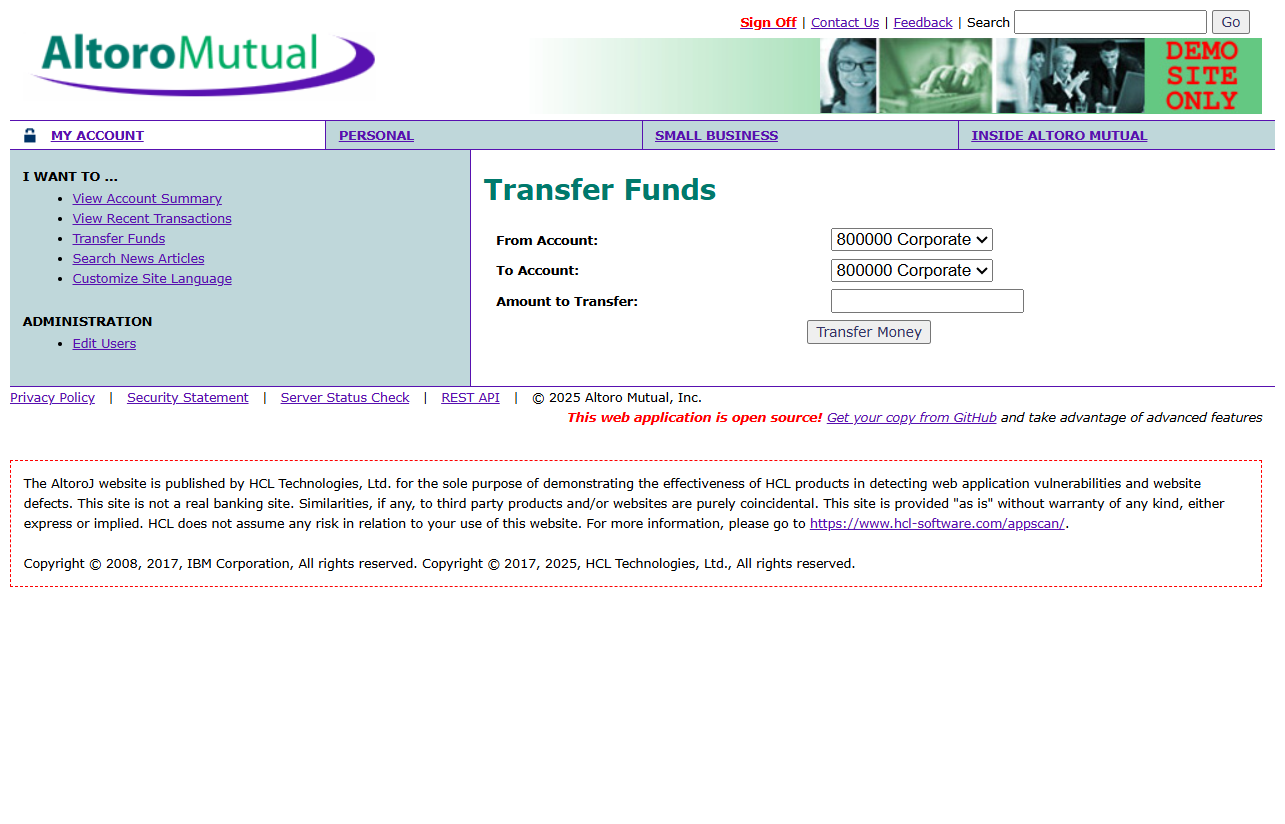 Sign Off | Contact Us | Feedback | Search Go
AltoroMutual
DEMO
SITE
ONLY
MY ACCOUNT PERSONAL SMALL BUSINESS INSIDE ALTORO MUTUAL
I WANT TO ...
• View Account Summary
• View Recent Transactions
• Transfer Funds
• Search News Articles
• Customize Site Language
ADMINISTRATION
• Edit Users
Transfer Funds
From Account: 800000 Corporate
To Account: 800000 Corporate
Amount to Transfer:
Transfer Money
Privacy Policy | Security Statement | Server Status Check | REST API | © 2025 Altoro Mutual, Inc.
This web application is open source! Get your copy from GitHub and take advantage of advanced features
The AltoroJ website is published by HCL Technologies, Ltd. for the sole purpose of demonstrating the effectiveness of HCL products in detecting web application vulnerabilities and website
defects. This site is not a real banking site. Similarities, if any, to third party products and/or websites are purely coincidental. This site is provided "as is" without warranty of any kind, either
express or implied. HCL does not assume any risk in relation to your use of this website. For more information, please go to https://www.hcl-software.com/appscan/.
Copyright © 2008, 2017, IBM Corporation, All rights reserved. Copyright © 2017, 2025, HCL Technologies, Ltd., All rights reserved.